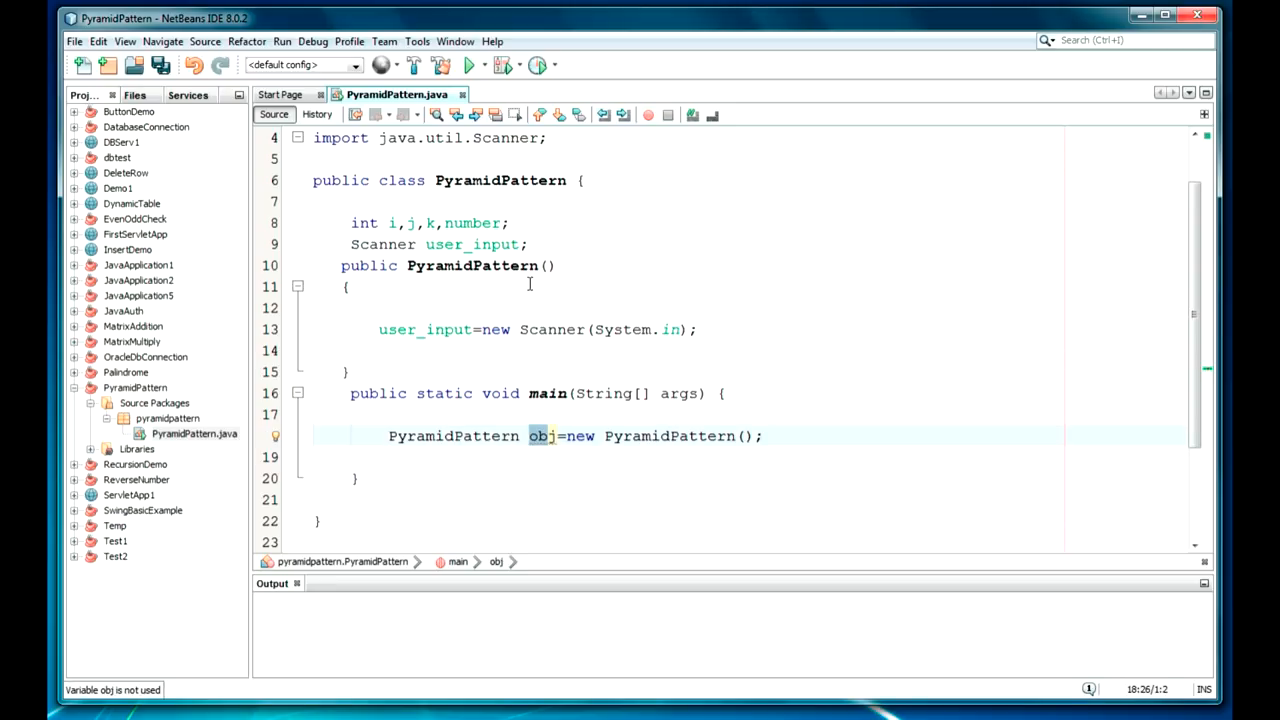 PyramidPattern - NetBeans IDE 8.0.2
File Edit View Navigate Source Refactor Run Debug Profile Team Tools Window Help
Search (Ctrl+I)
<default config>
Proj... Files Services
Start Page PyramidPattern.java
Source History
ButtonDemo
DatabaseConnection
DBServ1
dbtest
DeleteRow
Demo1
DynamicTable
EvenOddCheck
FirstServletApp
InsertDemo
JavaApplication1
JavaApplication2
JavaApplication5
JavaAuth
MatrixAddition
MatrixMultiply
OracleDbConnection
Palindrome
PyramidPattern
Source Packages
pyramidpattern
PyramidPattern.java
Libraries
RecursionDemo
ReverseNumber
ServletApp1
SwingBasicExample
Temp
Test1
Test2
4 import java.util.Scanner;
5
6 public class PyramidPattern {
7
8 int i,j,k,number;
9 Scanner user_input;
10 public PyramidPattern()
11 {
12
13 user_input=new Scanner(System.in);
14
15 }
16 public static void main(String[] args) {
17
PyramidPattern obj=new PyramidPattern();
19
20 }
21
22 }
23
pyramidpattern.PyramidPattern main obj
Output
Variable obj is not used
1 18:26/1:2 INS